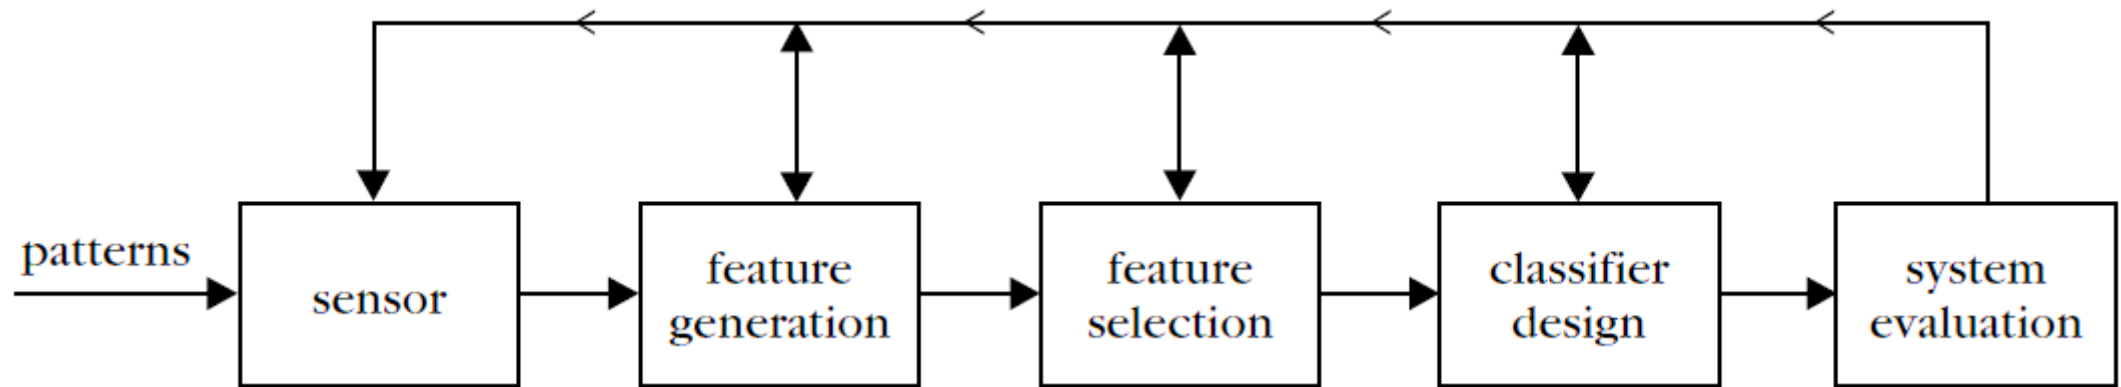 patterns
sensor
feature
generation
feature
selection
classifier
design
system
evaluation